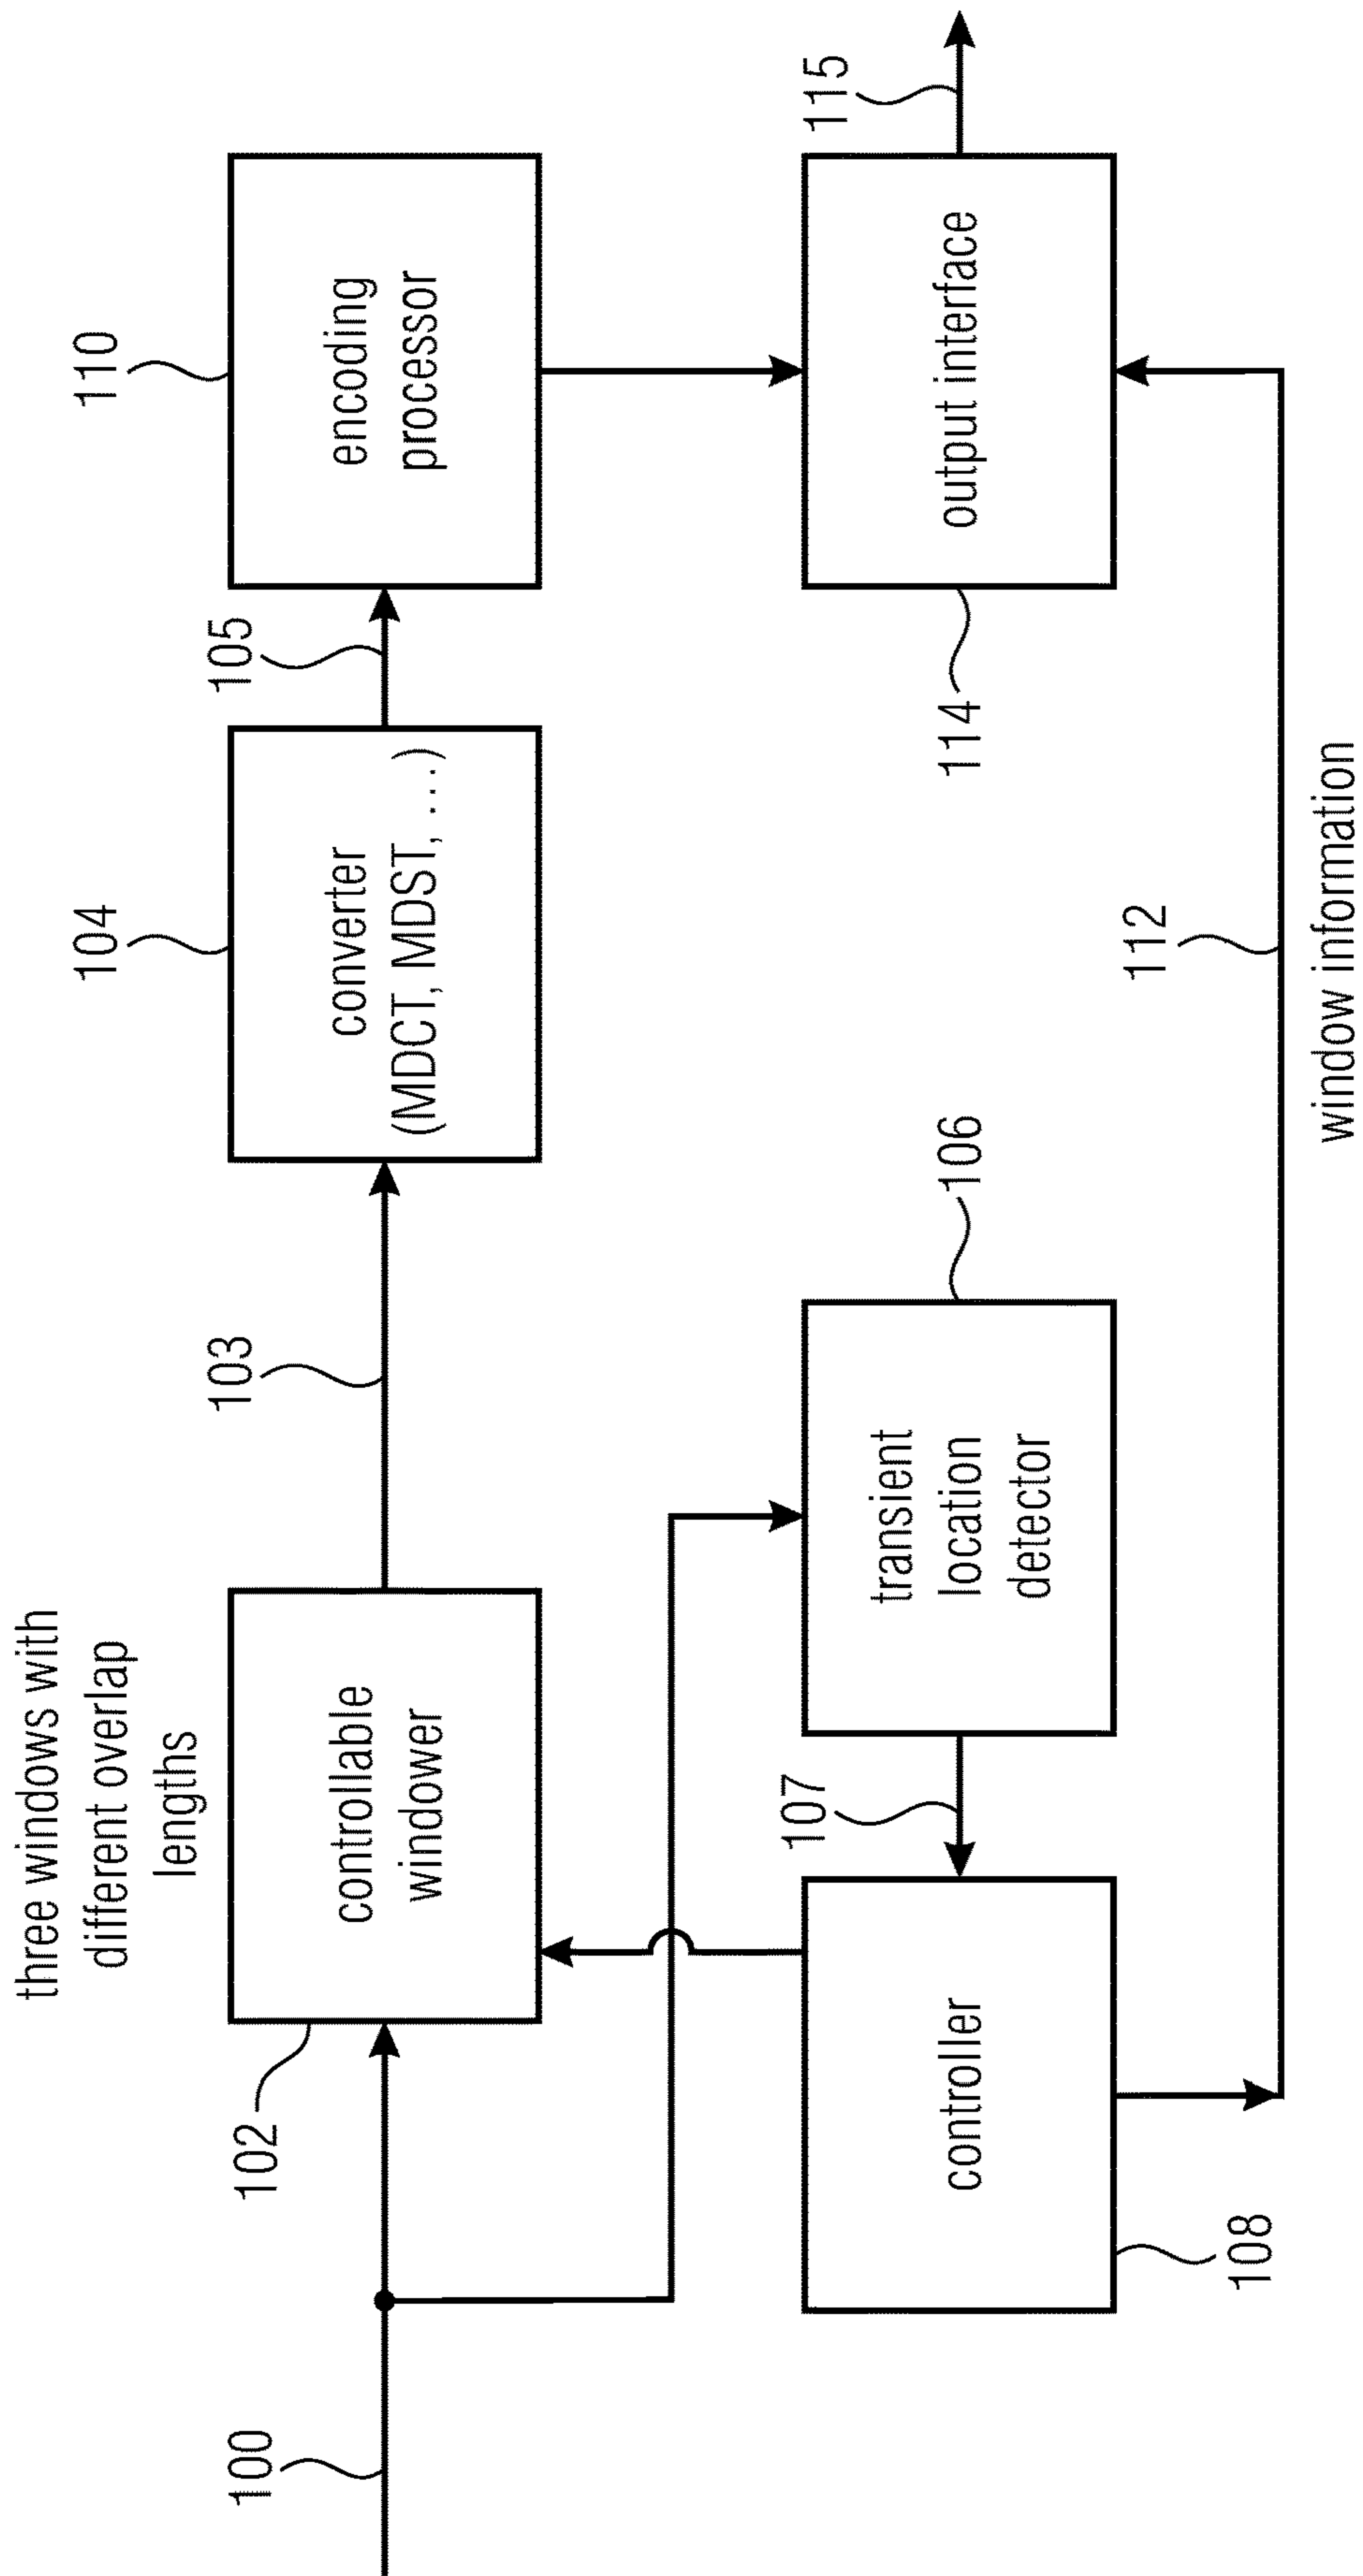 three windows with
different overlap
lengths
100
102
controllable
windower
103
104
converter
(MDCT, MDST, ...)
105
110
encoding
processor
108
controller
107
transient
location
detector
106
114
output interface
115
112
window information